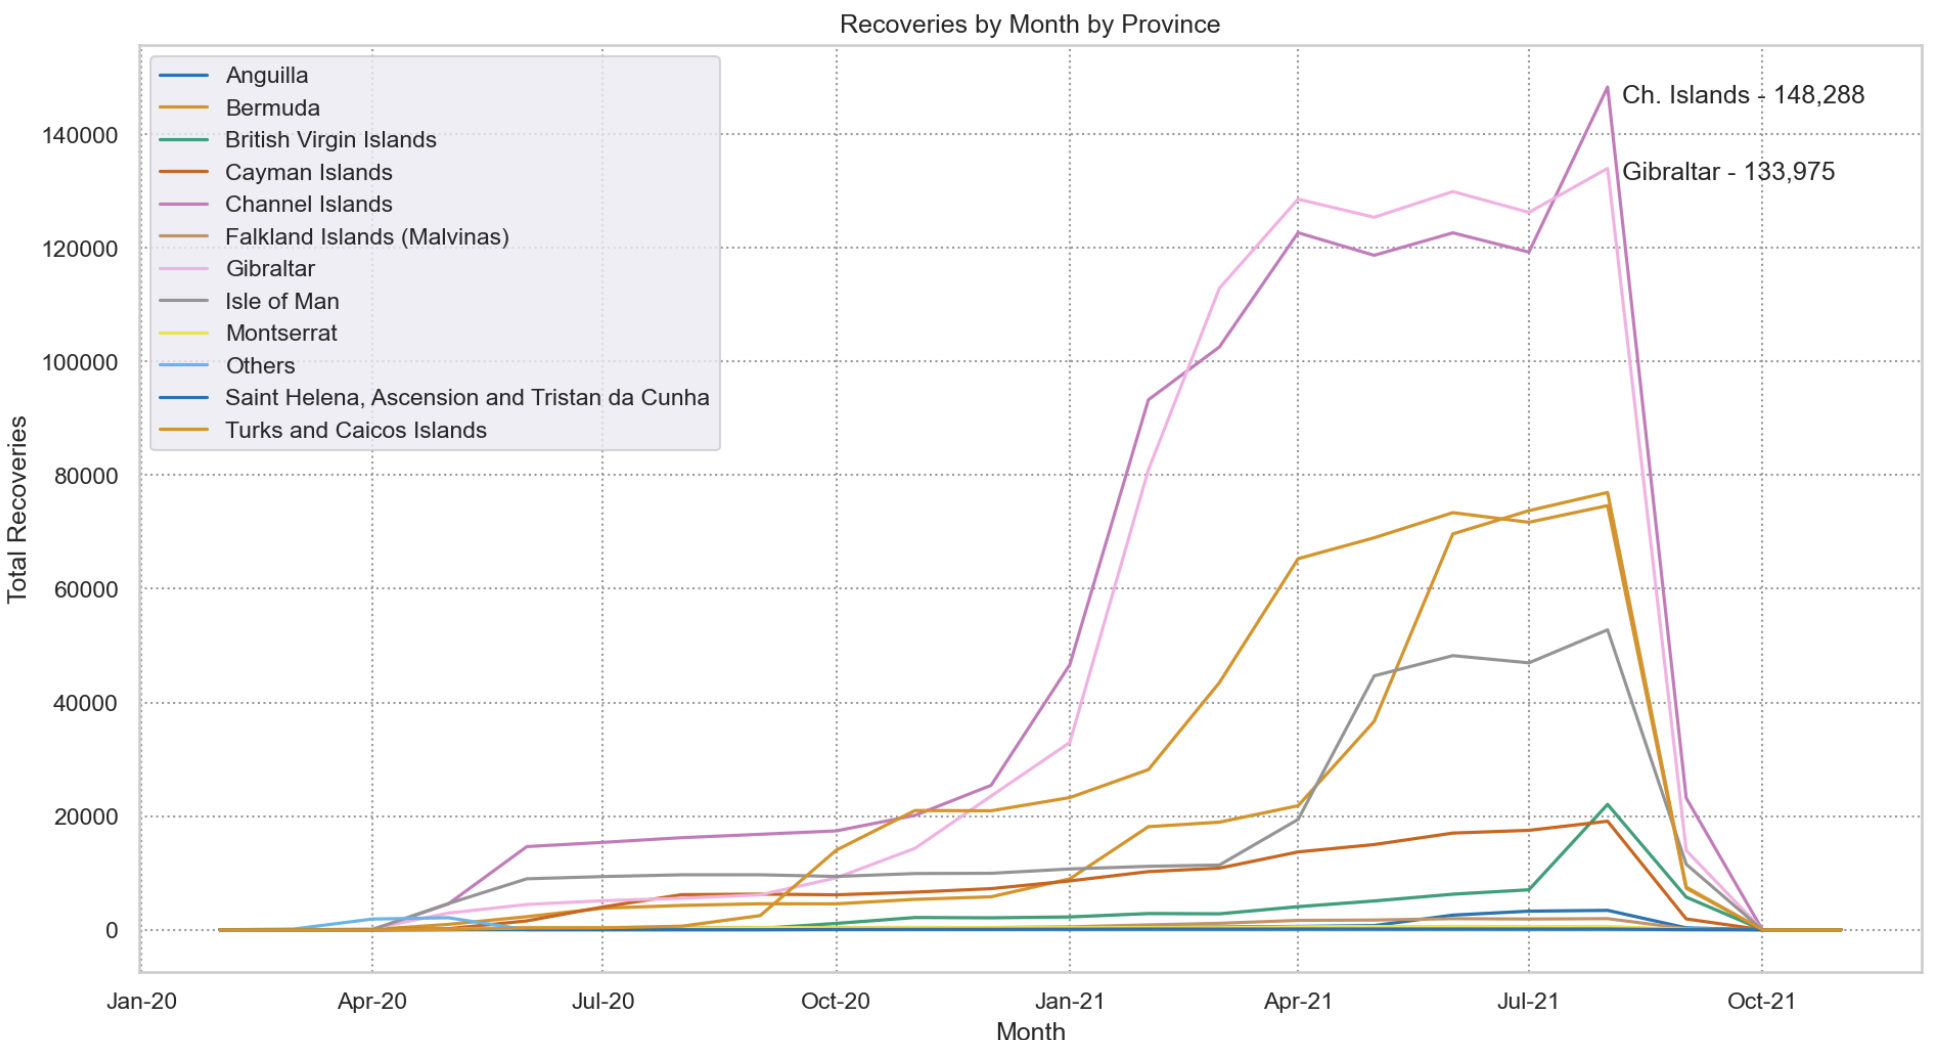 Recoveries by Month by Province
Anguilla
Bermuda
British Virgin Islands
Cayman Islands
Channel Islands
Falkland Islands (Malvinas)
Gibraltar
Isle of Man
Montserrat
Others
Saint Helena, Ascension and Tristan da Cunha
Turks and Caicos Islands
Ch. Islands - 148,288
Gibraltar - 133,975
Total Recoveries
140000
120000
100000
80000
60000
40000
20000
0
Jan-20 Apr-20 Jul-20 Oct-20 Jan-21 Apr-21 Jul-21 Oct-21
Month